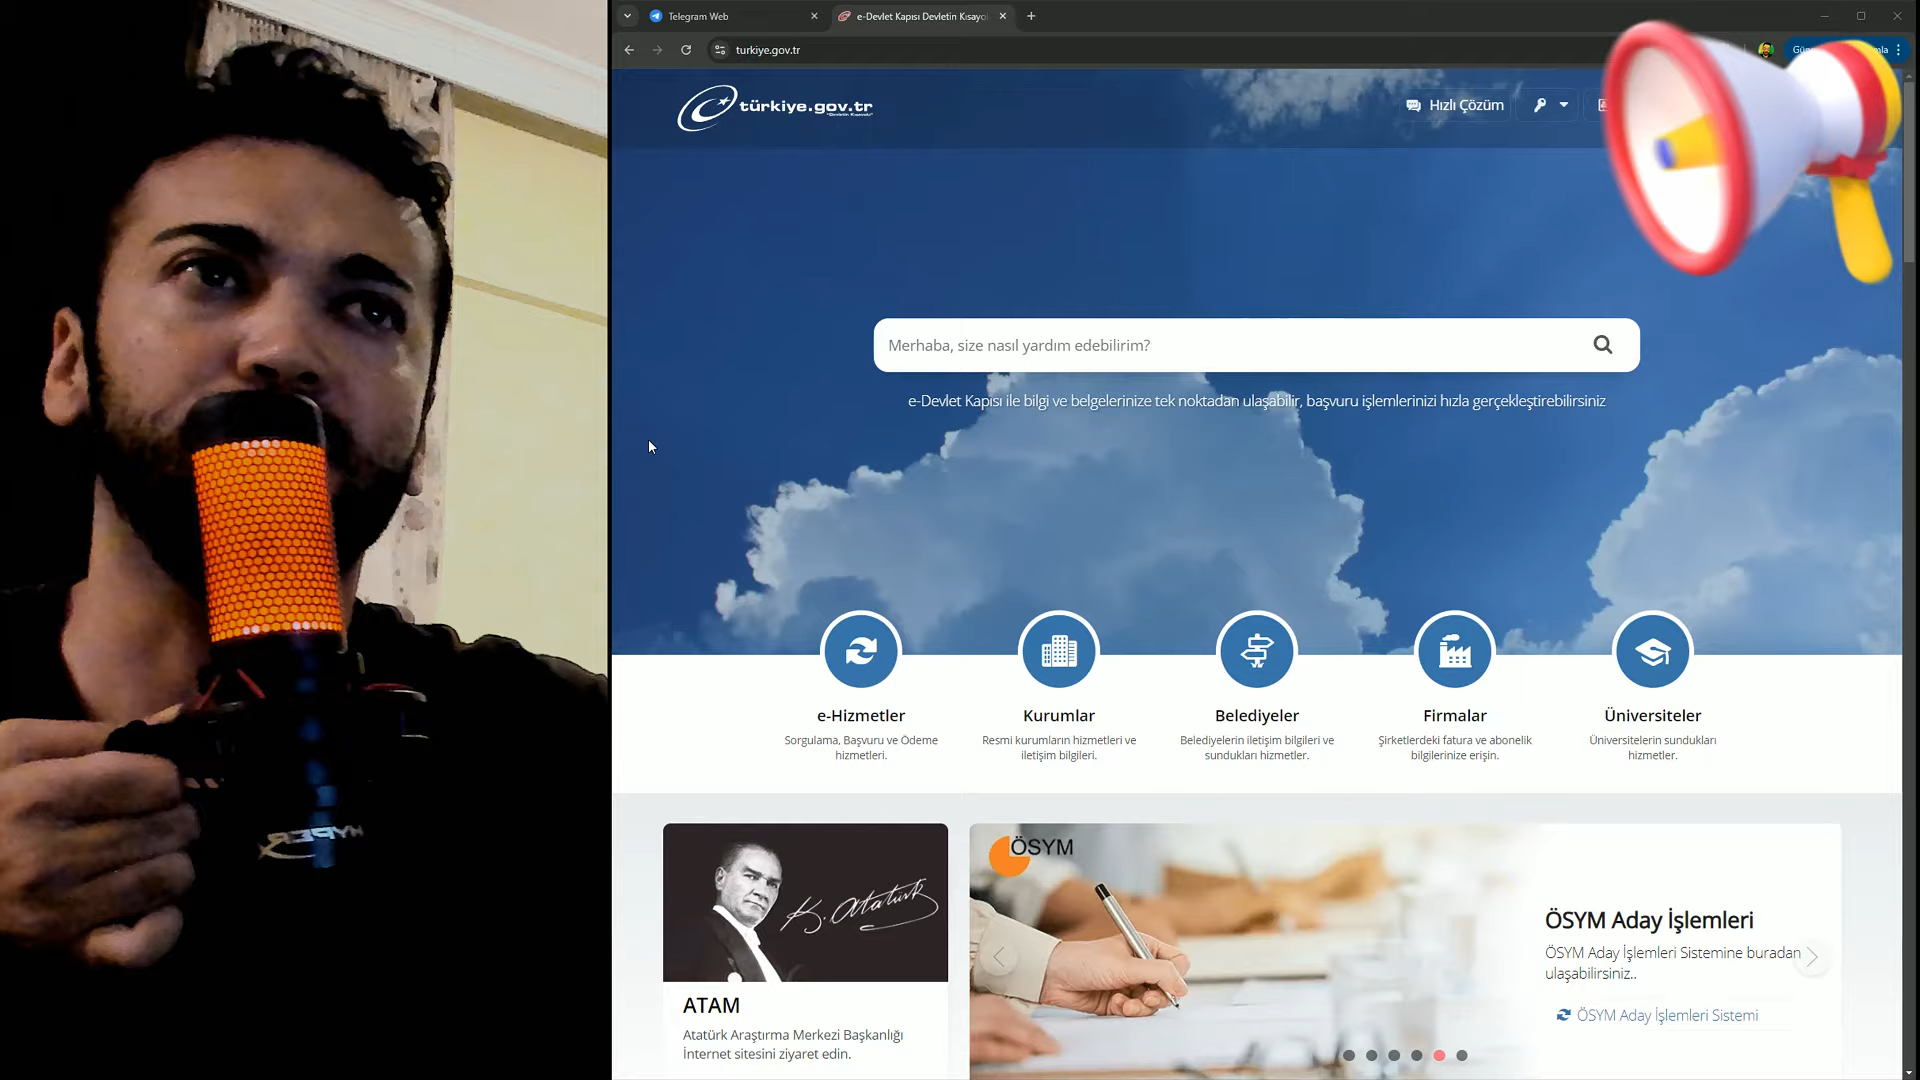 Telegram Web
e-Devlet Kapısı Devletin Kısayo
turkiye.gov.tr
türkiye.gov.tr
"Devletin Kısayolu"
Hızlı Çözüm
Merhaba, size nasıl yardım edebilirim?
e-Devlet Kapısı ile bilgi ve belgelerinize tek noktadan ulaşabilir, başvuru işlemlerinizi hızla gerçekleştirebilirsiniz
e-Hizmetler
Sorgulama, Başvuru ve Ödeme
hizmetleri.
Kurumlar
Resmi kurumların hizmetleri ve
iletişim bilgileri.
Belediyeler
Belediyelerin iletişim bilgileri ve
sundukları hizmetler.
Firmalar
Şirketlerdeki fatura ve abonelik
bilgilerinize erişin.
Üniversiteler
Üniversitelerin sundukları
hizmetler.
K. Atatürk
ATAM
Atatürk Araştırma Merkezi Başkanlığı
İnternet sitesini ziyaret edin.
ÖSYM
ÖSYM Aday İşlemleri
ÖSYM Aday İşlemleri Sistemine buradan
ulaşabilirsiniz..
ÖSYM Aday İşlemleri Sistemi
HYPERX